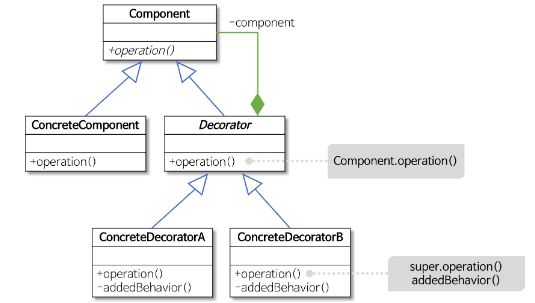 Component
-component
+operation()
ConcreteComponent
Decorator
+operation()
+operation()
Component.operation()
ConcreteDecoratorA
ConcreteDecoratorB
+operation()
-addedBehavior()
+operation()
-addedBehavior()
super.operation()
addedBehavior()